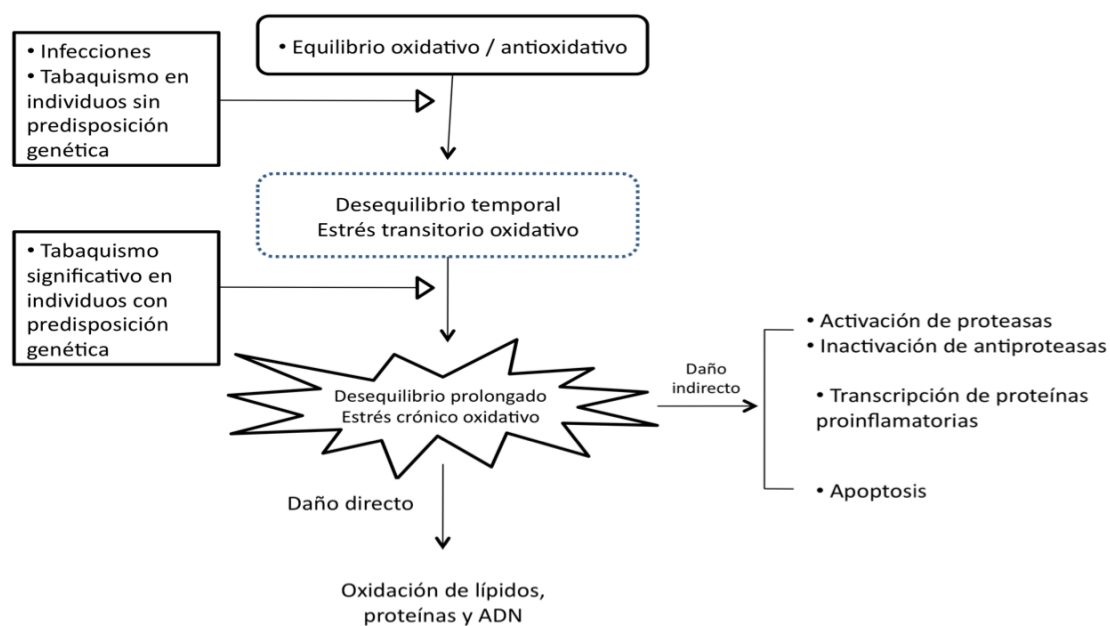 • Infecciones
• Tabaquismo en
individuos sin
predisposición
genética
• Equilibrio oxidativo / antioxidativo
Desequilibrio temporal
Estrés transitorio oxidativo
• Tabaquismo
significativo en
individuos con
predisposición
genética
Desequilibrio prolongado
Estrés crónico oxidativo
Daño
indirecto
• Activación de proteasas
• Inactivación de antiproteasas
• Transcripción de proteínas
proinflamatorias
• Apoptosis
Daño directo
Oxidación de lípidos,
proteínas y ADN